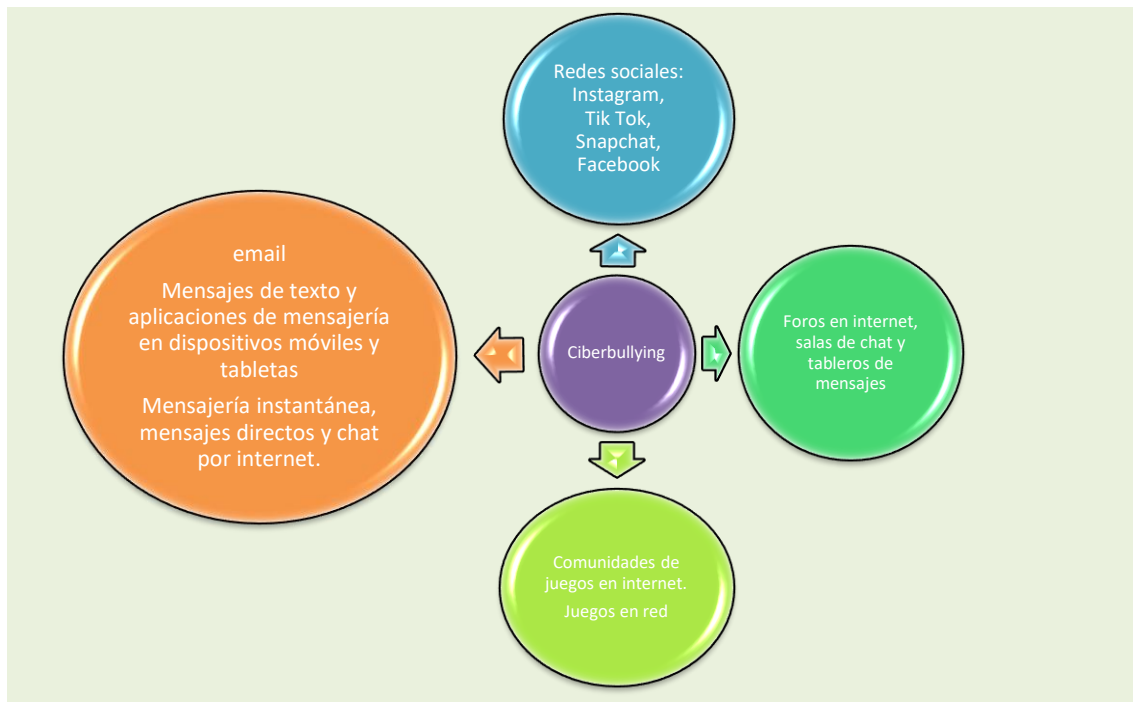 Redes sociales:
Instagram,
Tik Tok,
Snapchat,
Facebook
email
Mensajes de texto y
aplicaciones de mensajería
en dispositivos móviles y
tabletas
Mensajería instantánea,
mensajes directos y chat
por internet.
Ciberbullying
Foros en internet,
salas de chat y
tableros de
mensajes
Comunidades de
juegos en internet.
Juegos en red